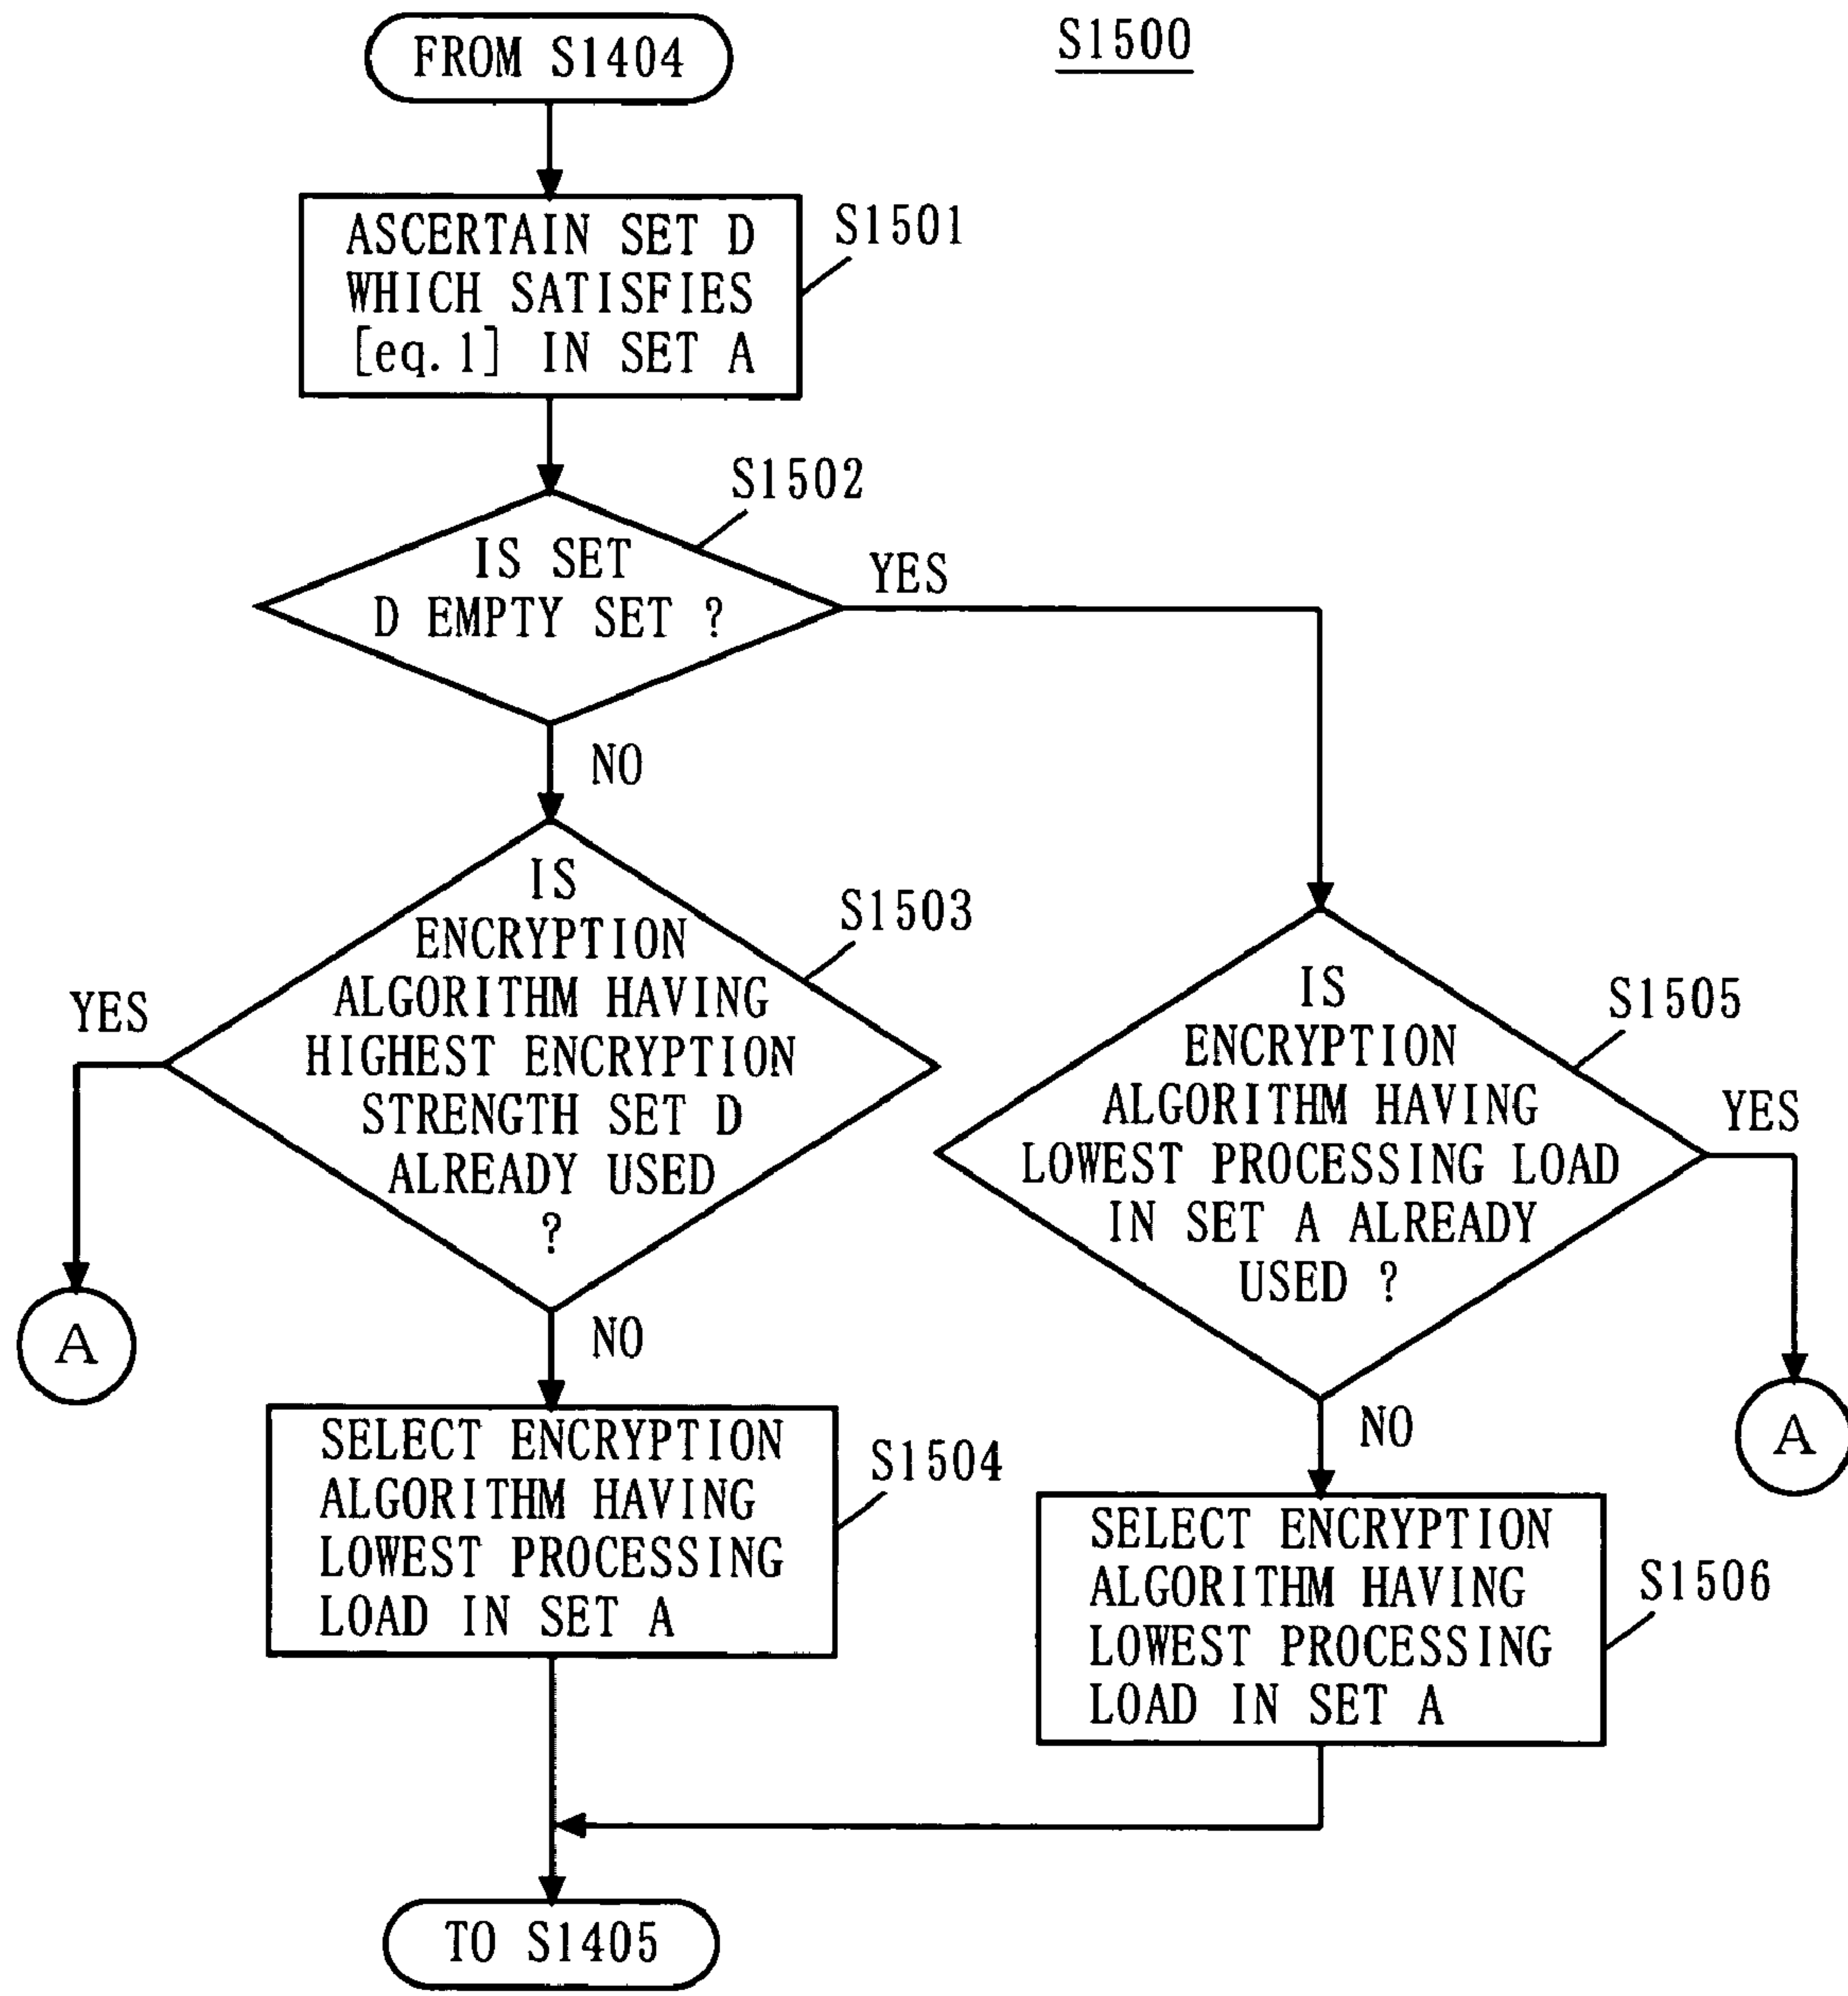 FROM S1404
S1500
ASCERTAIN SET D
WHICH SATISFIES
[eq. 1] IN SET A
S1501
S1502
IS SET
D EMPTY SET ?
YES
NO
IS
ENCRYPTION
ALGORITHM HAVING
HIGHEST ENCRYPTION
STRENGTH SET D
ALREADY USED
?
S1503
YES
A
NO
IS
ENCRYPTION
ALGORITHM HAVING
LOWEST PROCESSING LOAD
IN SET A ALREADY
USED ?
S1505
YES
A
NO
SELECT ENCRYPTION
ALGORITHM HAVING
LOWEST PROCESSING
LOAD IN SET A
S1504
SELECT ENCRYPTION
ALGORITHM HAVING
LOWEST PROCESSING
LOAD IN SET A
S1506
TO S1405